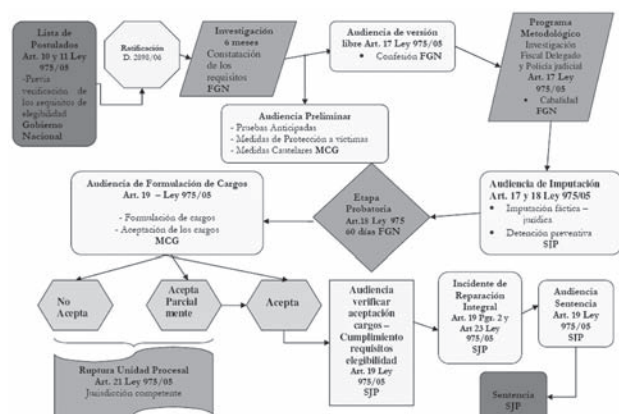 Lista de
Postulados
Art. 10 y 11 Ley
975/05
-Previa
verificación de
los requisitos de
elegibilidad
Gobierno
Nacional
Ratificación
D. 2898/06
Investigación
6 meses
Constatación
de los
requisitos
FGN
Audiencia de versión
libre Art. 17 Ley 975/05
• Confesión FGN
Programa
Metodológico
Investigación
Fiscal Delegado
y Policía judicial
Art. 17 Ley
975/05
• Cabalidad
FGN
Audiencia Preliminar
- Pruebas Anticipadas
- Medidas de Protección a víctimas
- Medidas Cautelares MCG
Audiencia de Imputación
Art. 17 y 18 Ley 975/05
• Imputación fáctica –
jurídica
• Detención preventiva
SJP
Etapa
Probatoria
Art.18 Ley 975
60 días FGN
Audiencia de Formulación de Cargos
Art. 19 – Ley 975/05
- Formulación de cargos
- Aceptación de los cargos
MCG
No
Acepta
Acepta
Parcial
mente
Acepta
Ruptura Unidad Procesal
Art. 21 Ley 975/05
Jurisdicción competente
Audiencia
verificar
aceptación
cargos –
Cumplimiento
requisitos
elegibilidad
Art. 19 Ley
975/05
SJP
Incidente de
Reparación
Integral
Art. 19 Pgr. 2 y
Art 23 Ley
975/05
SJP
Audiencia
Sentencia
Art. 19 Ley
975/05
SJP
Sentencia
SJP